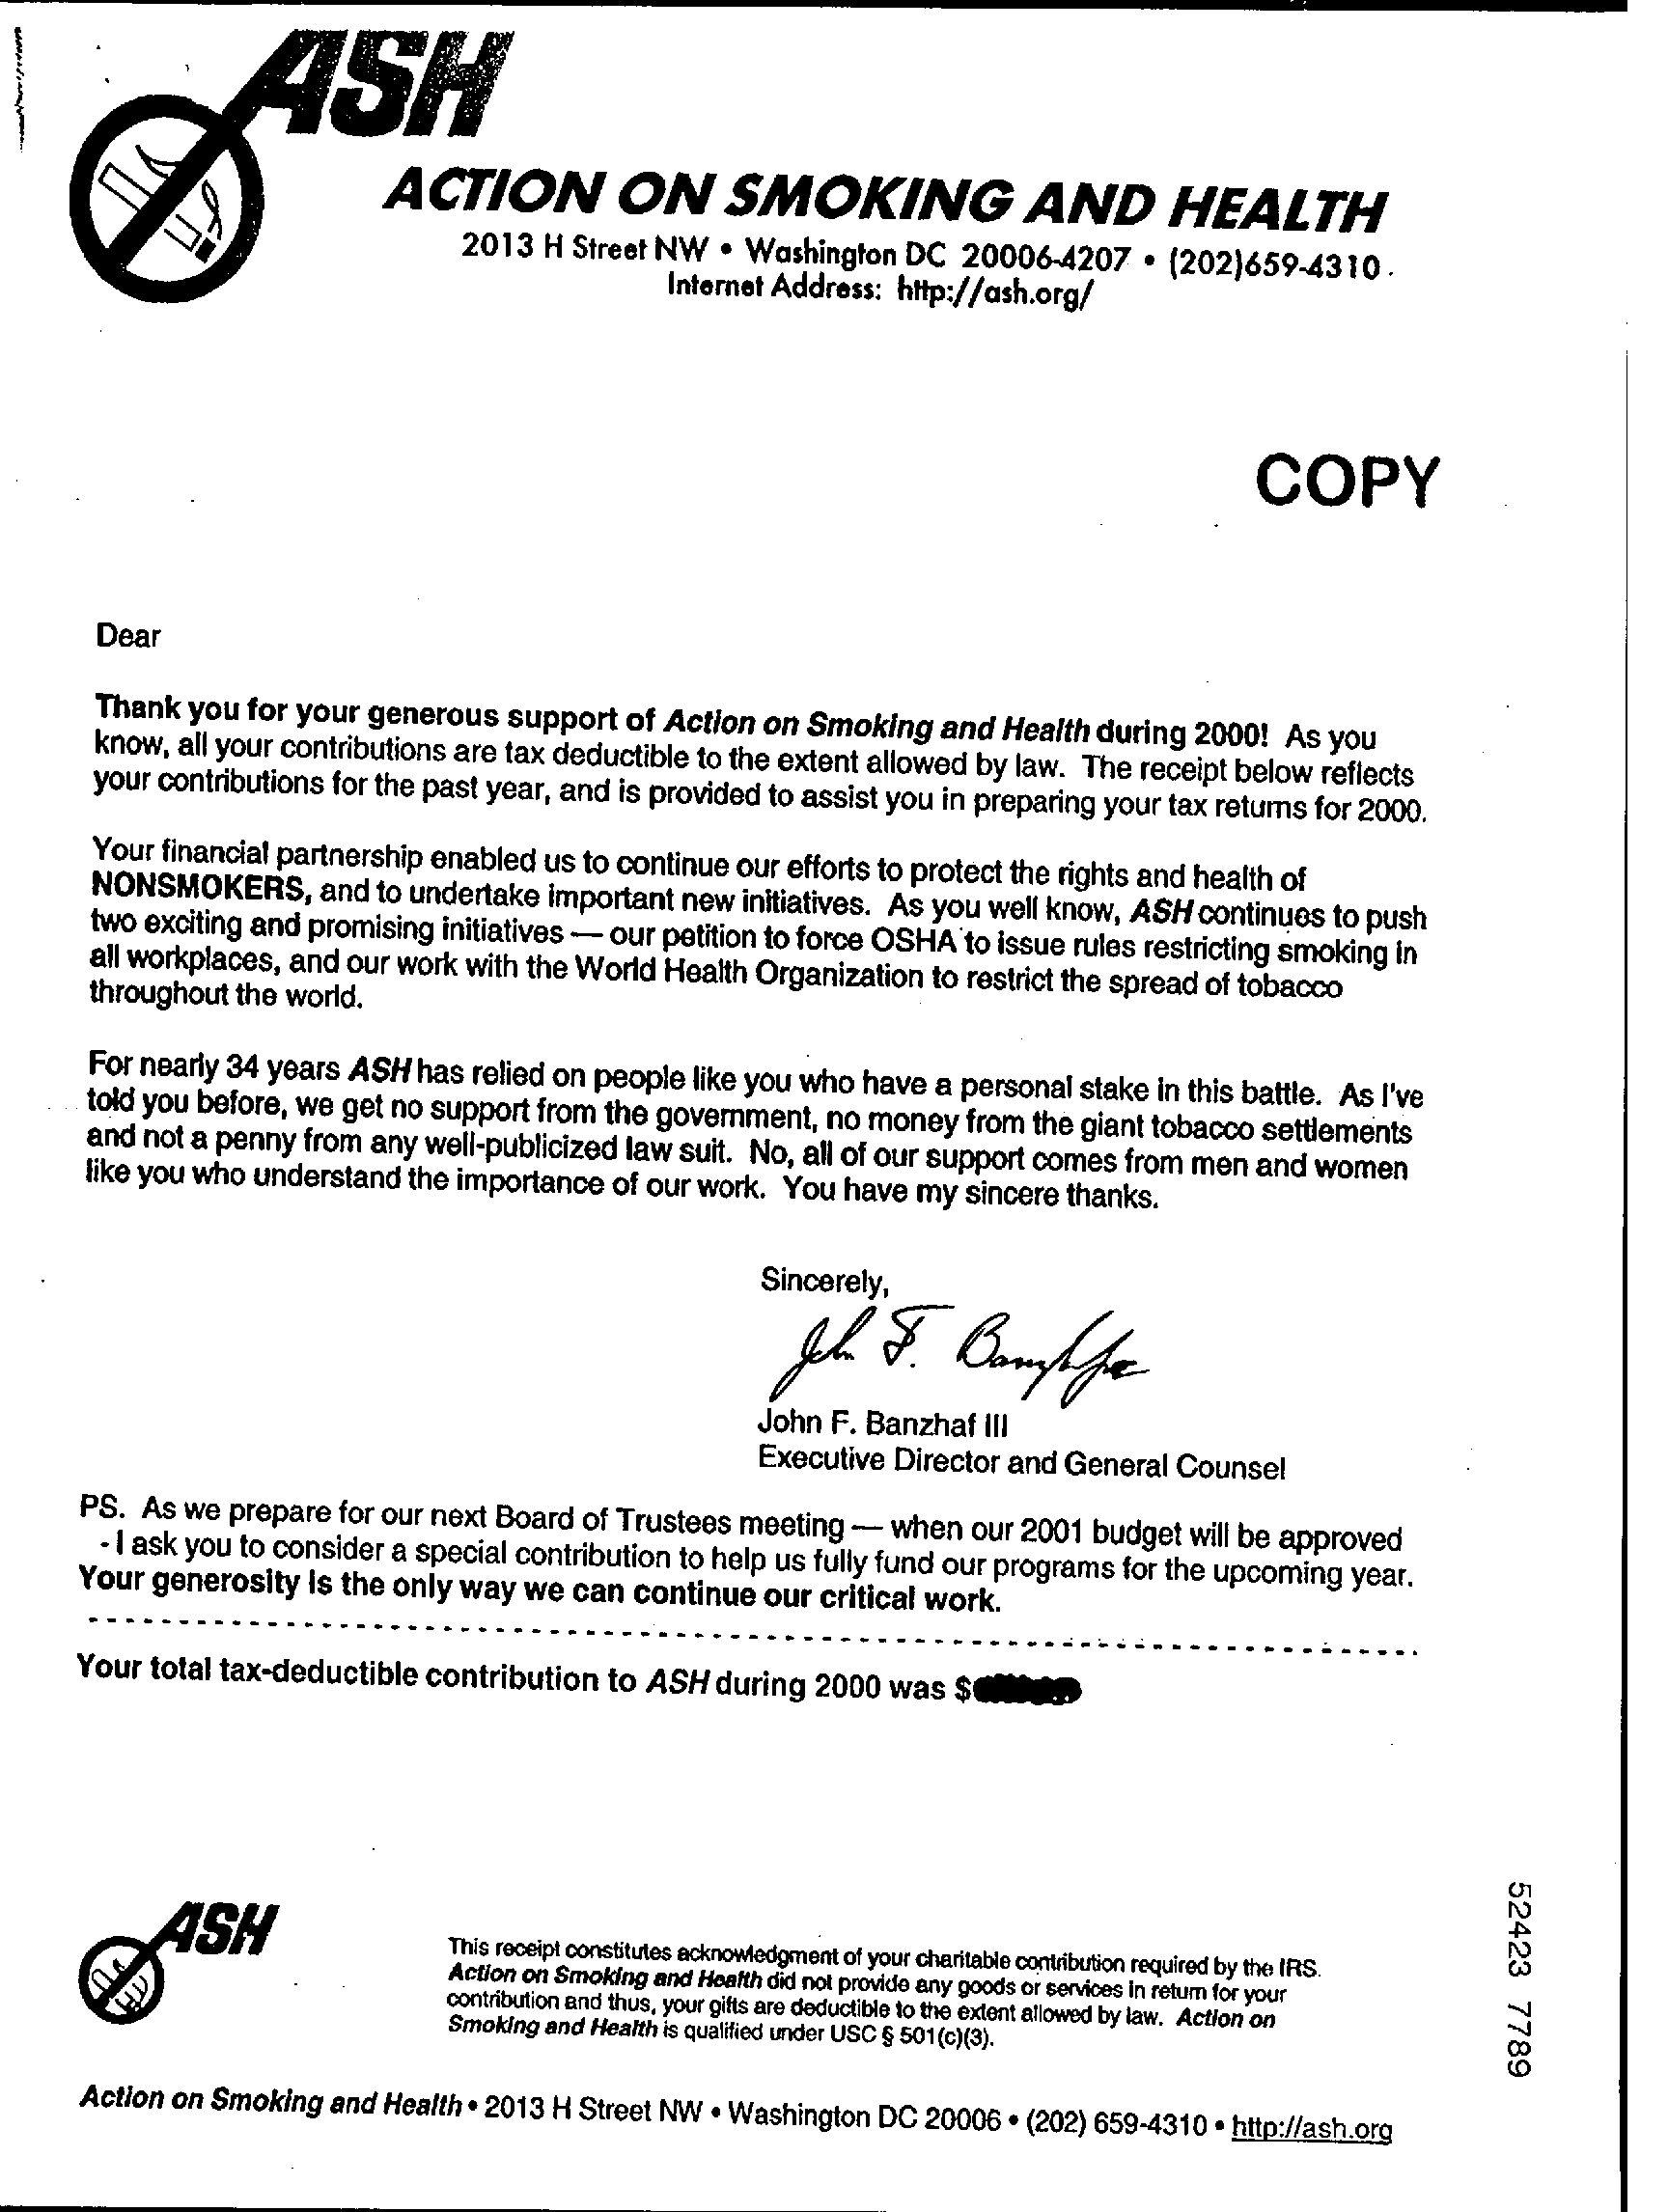 ASH
ACTION ON SMOKING AND HEALTH
2013 H Street NW • Washington DC 20006-4207 • (202)659-4310
Internet Address: http://ash.org/
COPY
Dear
Thank you for your generous support of Action on Smoking and Health during 2000! As you
know, all your contributions are tax deductible to the extent allowed by law. The receipt below reflects
your contributions for the past year, and is provided to assist you in preparing your tax returns for 2000.
Your financial partnership enabled us to continue our efforts to protect the rights and health of
NONSMOKERS, and to undertake important new initiatives. As you well know, ASH continues to push
two exciting and promising initiatives — our petition to force OSHA to issue rules restricting smoking in
all workplaces, and our work with the World Health Organization to restrict the spread of tobacco
throughout the world.
For nearly 34 years ASH has relied on people like you who have a personal stake in this battle. As I've
told you before, we get no support from the government, no money from the giant tobacco settlements
and not a penny from any well-publicized law suit. No, all of our support comes from men and women
like you who understand the importance of our work. You have my sincere thanks.
Sincerely,
John F. Banzhaf
John F. Banzhaf III
Executive Director and General Counsel
PS. As we prepare for our next Board of Trustees meeting — when our 2001 budget will be approved
- I ask you to consider a special contribution to help us fully fund our programs for the upcoming year.
Your generosity is the only way we can continue our critical work.
Your total tax-deductible contribution to ASH during 2000 was $
ASH
This receipt constitutes acknowledgment of your charitable contribution required by the IRS.
Action on Smoking and Health did not provide any goods or services in return for your
contribution and thus, your gifts are deductible to the extent allowed by law. Action on
Smoking and Health is qualified under USC § 501(c)(3).
Action on Smoking and Health • 2013 H Street NW • Washington DC 20006 • (202) 659-4310 • http://ash.org
52423 7789